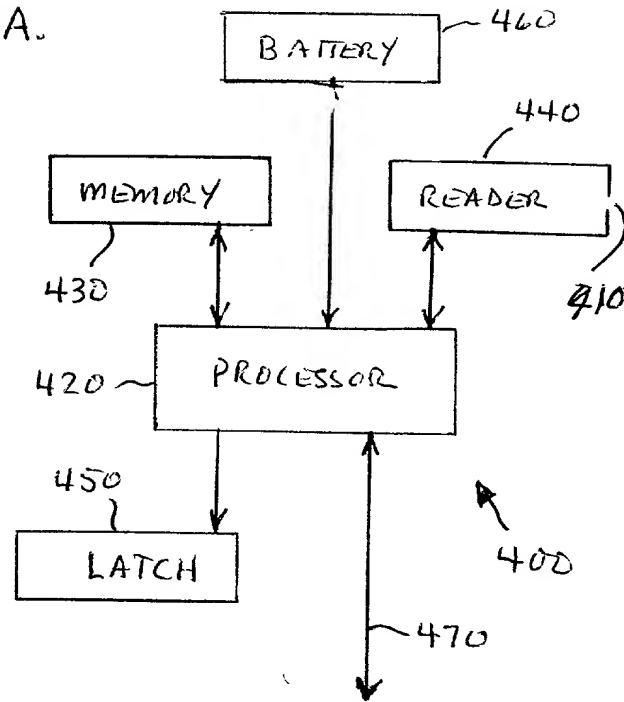 A.
BATTERY
460
440
MEMORY
READER
430
410
420
PROCESSOR
450
LATCH
400
470